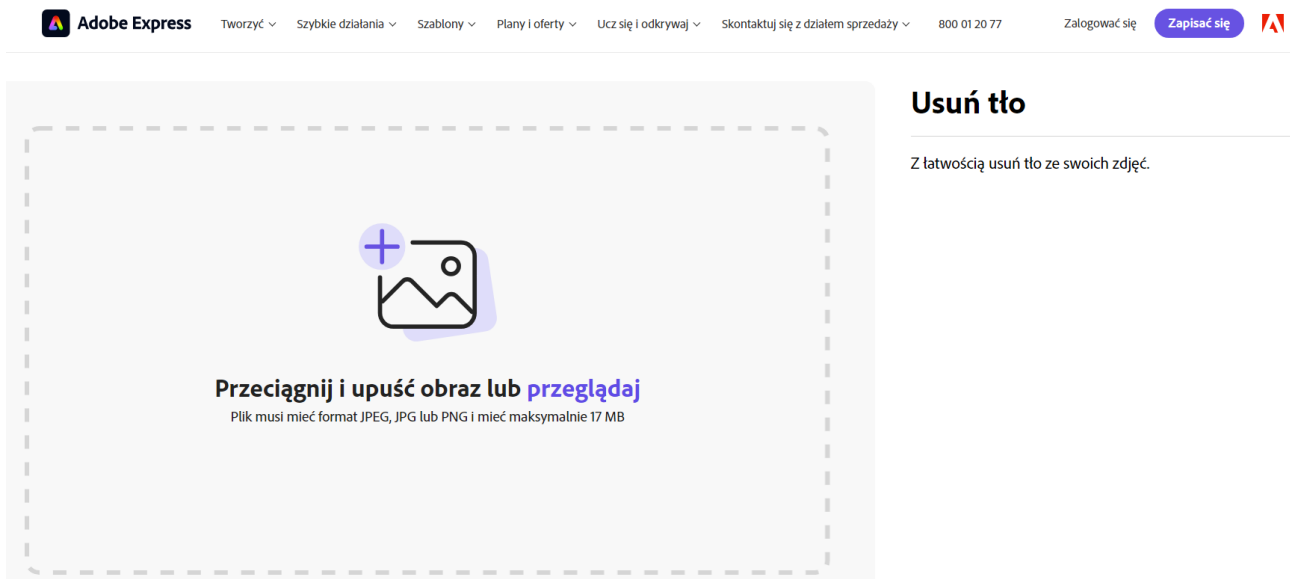 Adobe Express Tworzyć Szybkie działania Szablony Plany i oferty Ucz się i odkrywaj Skontaktuj się z działem sprzedaży 800 01 20 77 Zalogować się Zapisać się
Usuń tło
Z łatwością usuń tło ze swoich zdjęć.
Przeciągnij i upuść obraz lub przeglądaj
Plik musi mieć format JPEG, JPG lub PNG i mieć maksymalnie 17 MB